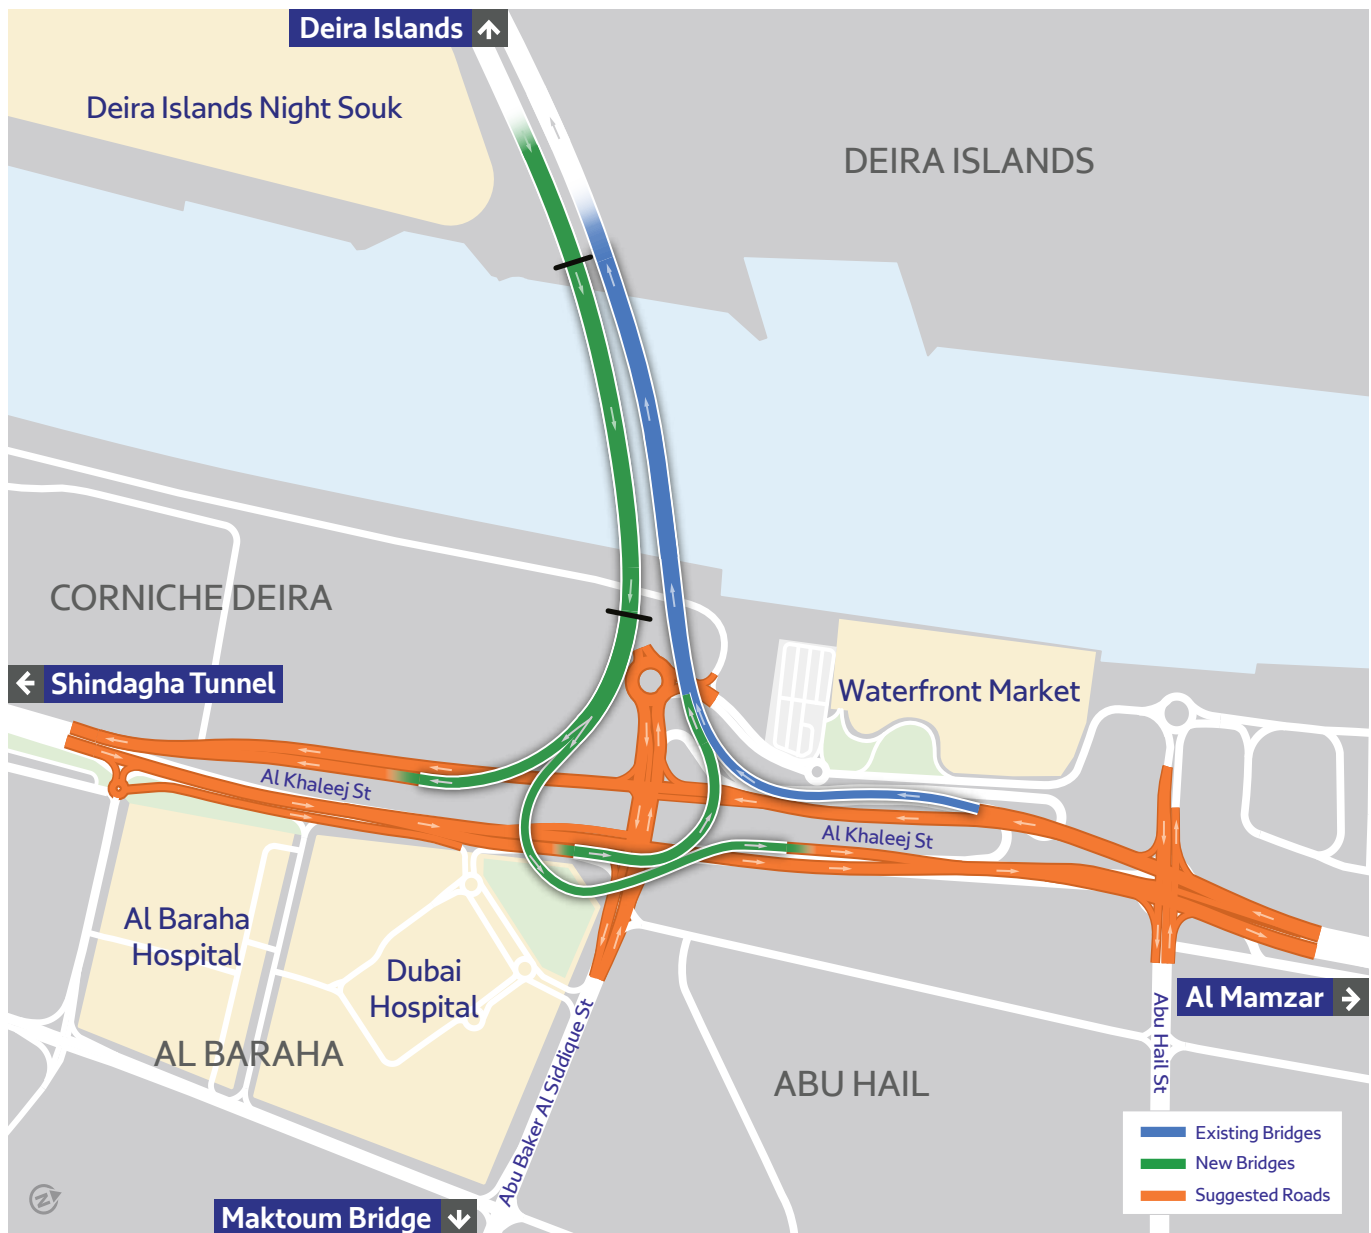 Deira Islands
Deira Islands Night Souk
DEIRA ISLANDS
CORNICHE DEIRA
Shindagha Tunnel
Waterfront Market
Al Khaleej St
Al Khaleej St
Al Baraha
Hospital
Dubai
Hospital
Al Mamzar
AL BARAHA
Abu Baker Al Siddique St
Abu Hail St
ABU HAIL
Existing Bridges
New Bridges
Suggested Roads
N
Maktoum Bridge